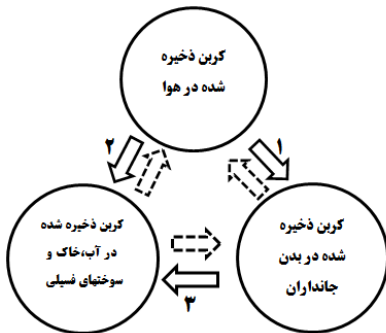 کربن ذخیره
شده در هوا
۲
۱
کربن ذخیره
شده در بدن
جانداران
کربن ذخیره شده
در آب،خاک و
سوختهای فسیلی
۳